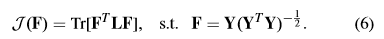 𝒥(𝐅) = Tr[𝐅ᵀ𝐋𝐅], s.t. 𝐅 = 𝐘(𝐘ᵀ𝐘)^{-1/2}. (6)